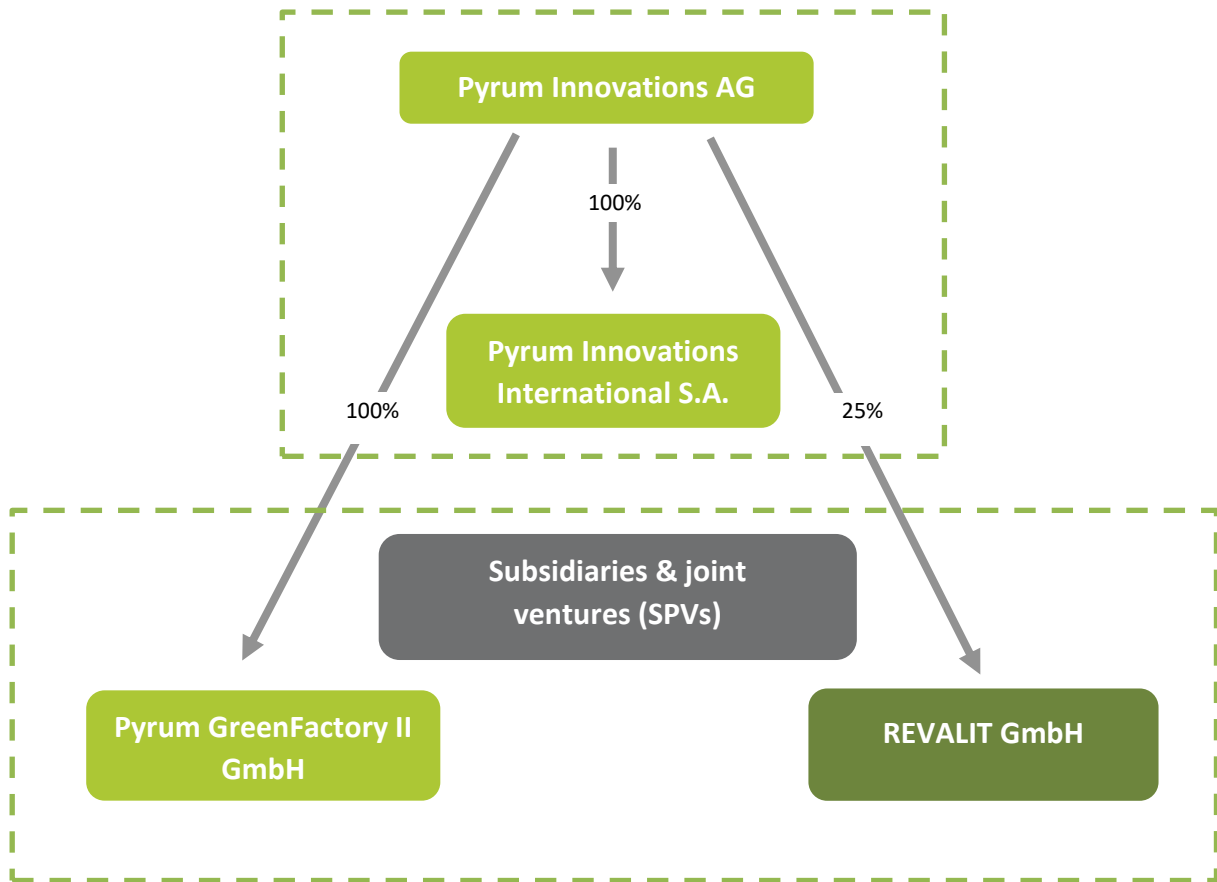 Pyrum Innovations AG
100%
Pyrum Innovations
International S.A.
100%
25%
Subsidiaries & joint
ventures (SPVs)
Pyrum GreenFactory II
GmbH
REVALIT GmbH